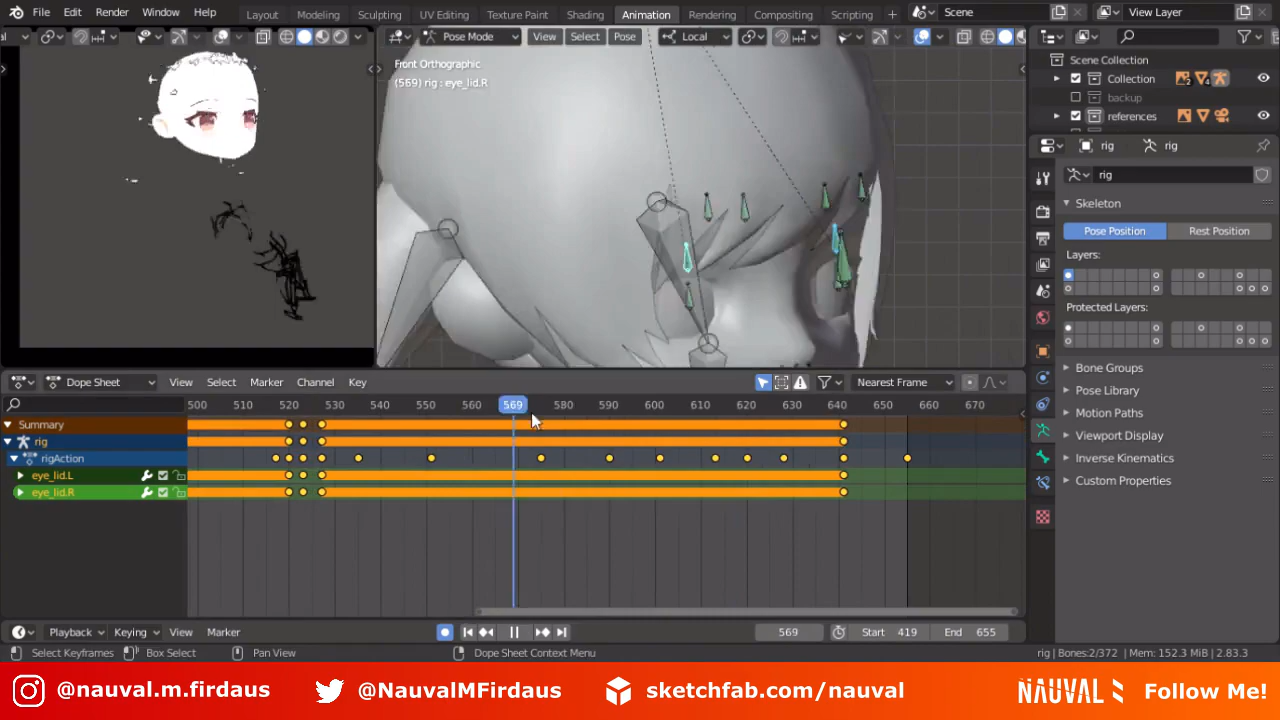 File Edit Render Window Help
Layout Modeling Sculpting UV Editing Texture Paint Shading Animation Rendering Compositing Scripting +
Scene View Layer
Pose Mode View Select Pose Local
Front Orthographic
(569) rig : eye_lid.R
Scene Collection
Collection 2 4
backup
references
rig rig
rig
Skeleton
Pose Position Rest Position
Layers:
Protected Layers:
Bone Groups
Pose Library
Motion Paths
Viewport Display
Inverse Kinematics
Custom Properties
Dope Sheet View Select Marker Channel Key Nearest Frame
500 510 520 530 540 550 560 569 580 590 600 610 620 630 640 650 660 670
Summary
rig
rigAction
eye_lid.L
eye_lid.R
Playback Keying View Marker 569 Start 419 End 655
Select Keyframes Box Select Pan View Dope Sheet Context Menu rig | Bones:2/372 | Mem: 152.3 MiB | 2.83.3
@nauval.m.firdaus @NauvalMFirdaus sketchfab.com/nauval NAUVAL Follow Me!